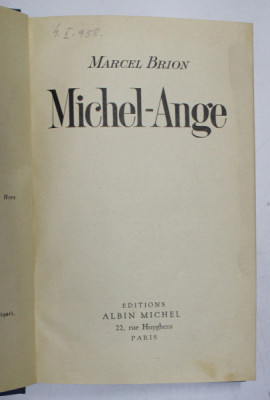 Marcel Brion
Michel-Ange
EDITIONS
ALBIN MICHEL
22, rue Huyghens
PARIS